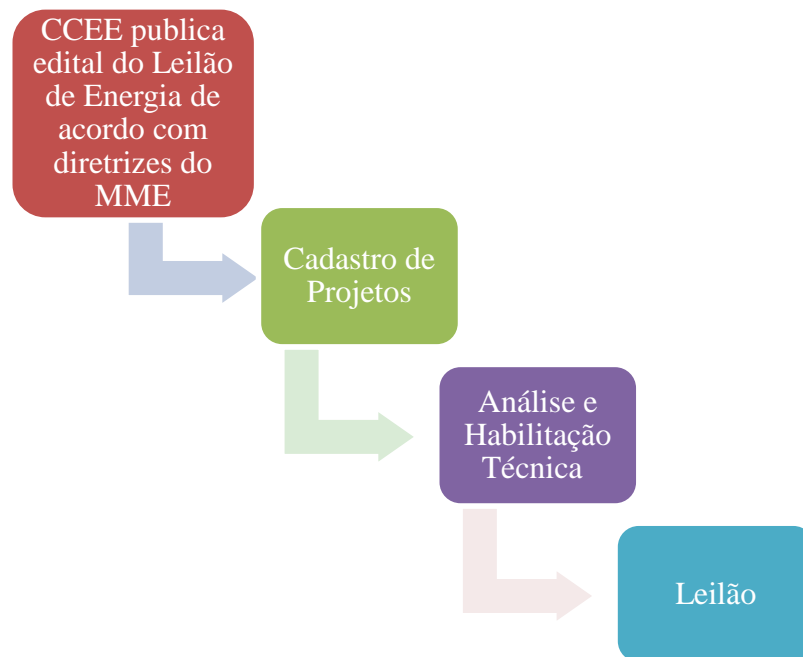 CCEE publica
edital do Leilão
de Energia de
acordo com
diretrizes do
MME
Cadastro de
Projetos
Análise e
Habilitação
Técnica
Leilão